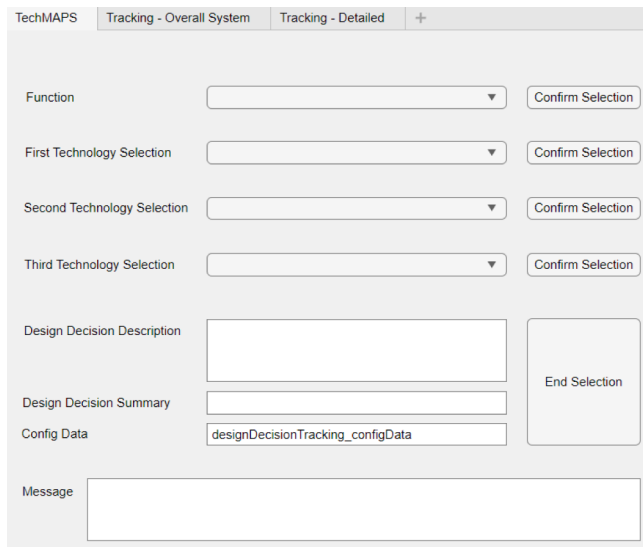 TechMAPS Tracking - Overall System Tracking - Detailed +
Function Confirm Selection
First Technology Selection Confirm Selection
Second Technology Selection Confirm Selection
Third Technology Selection Confirm Selection
Design Decision Description
End Selection
Design Decision Summary
Config Data designDecisionTracking_configData
Message